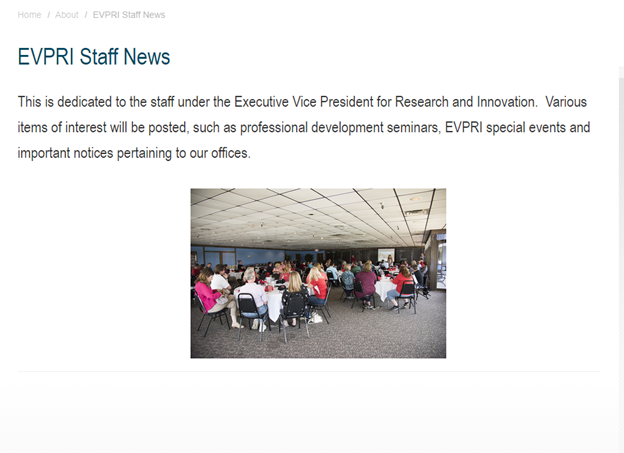 Home / About / EVPRI Staff News
EVPRI Staff News
This is dedicated to the staff under the Executive Vice President for Research and Innovation.  Various
items of interest will be posted, such as professional development seminars, EVPRI special events and
important notices pertaining to our offices.